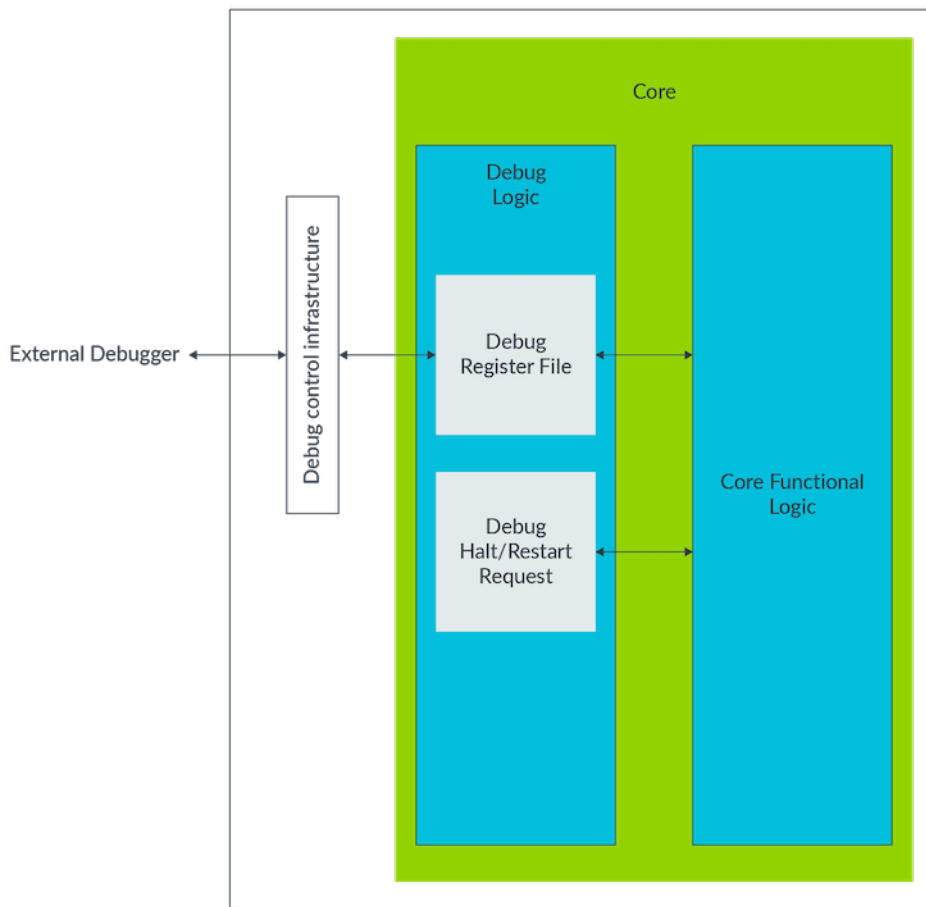 Core
Debug
Logic
External Debugger
Debug control infrastructure
Debug
Register File
Debug
Halt/Restart
Request
Core Functional
Logic